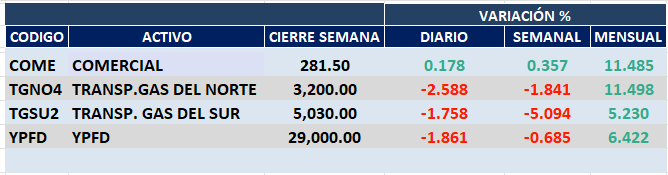 VARIACIÓN %
CODIGO ACTIVO CIERRE SEMANA DIARIO SEMANAL MENSUAL
COME COMERCIAL 281.50 0.178 0.357 11.485
TGNO4 TRANSP.GAS DEL NORTE 3,200.00 -2.588 -1.841 11.498
TGSU2 TRANSP. GAS DEL SUR 5,030.00 -1.758 -5.094 5.230
YPFD YPFD 29,000.00 -1.861 -0.685 6.422